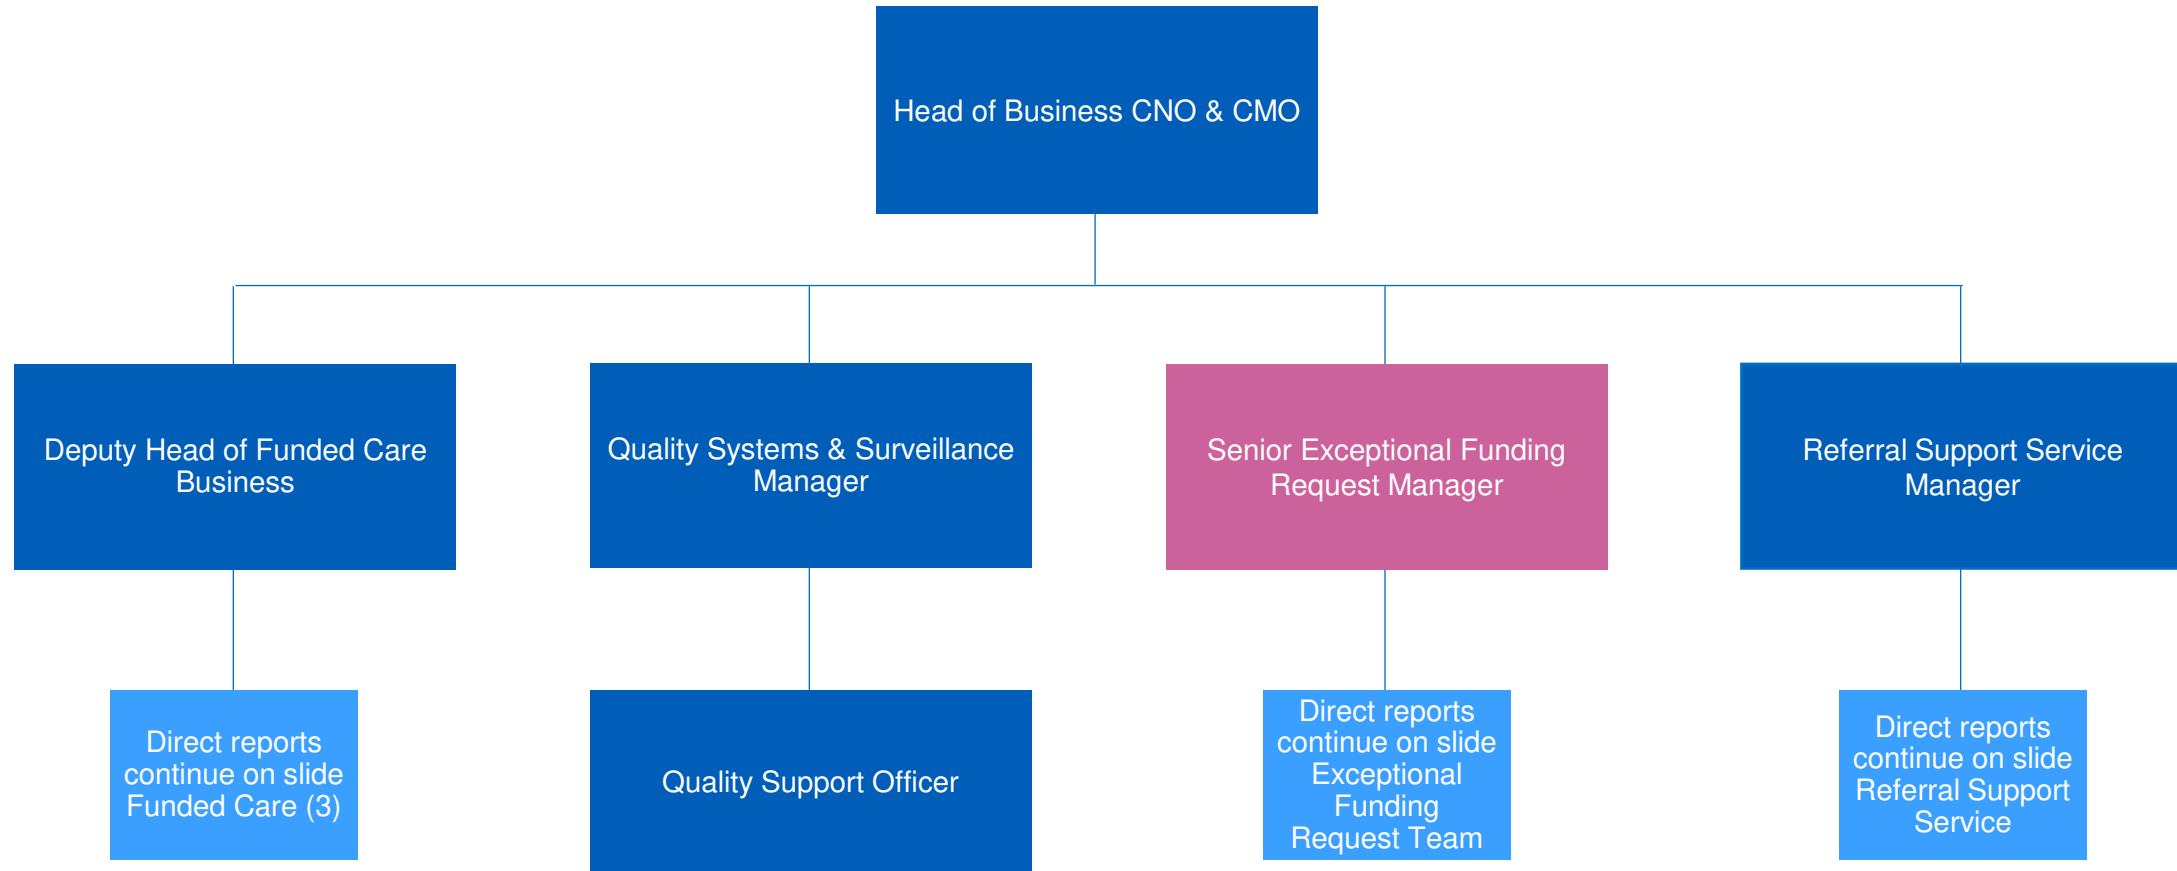 Head of Business CNO & CMO
Deputy Head of Funded Care
Business
Quality Systems & Surveillance
Manager
Senior Exceptional Funding
Request Manager
Referral Support Service
Manager
Direct reports
continue on slide
Funded Care (3)
Quality Support Officer
Direct reports
continue on slide
Exceptional
Funding
Request Team
Direct reports
continue on slide
Referral Support
Service